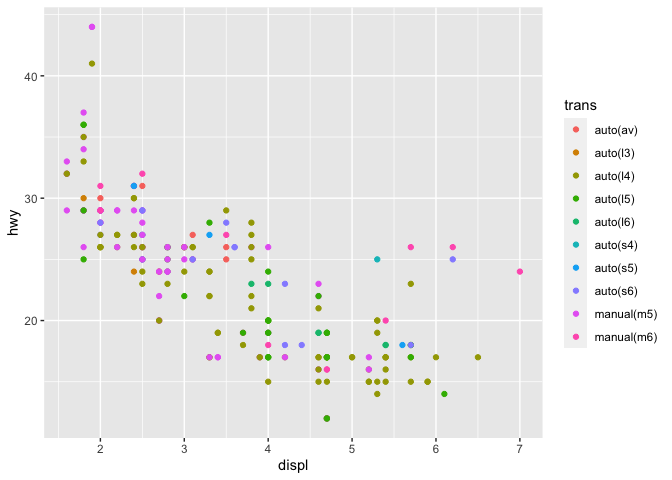 40
30
20
hwy
2 3 4 5 6 7
displ
trans
auto(av)
auto(l3)
auto(l4)
auto(l5)
auto(l6)
auto(s4)
auto(s5)
auto(s6)
manual(m5)
manual(m6)